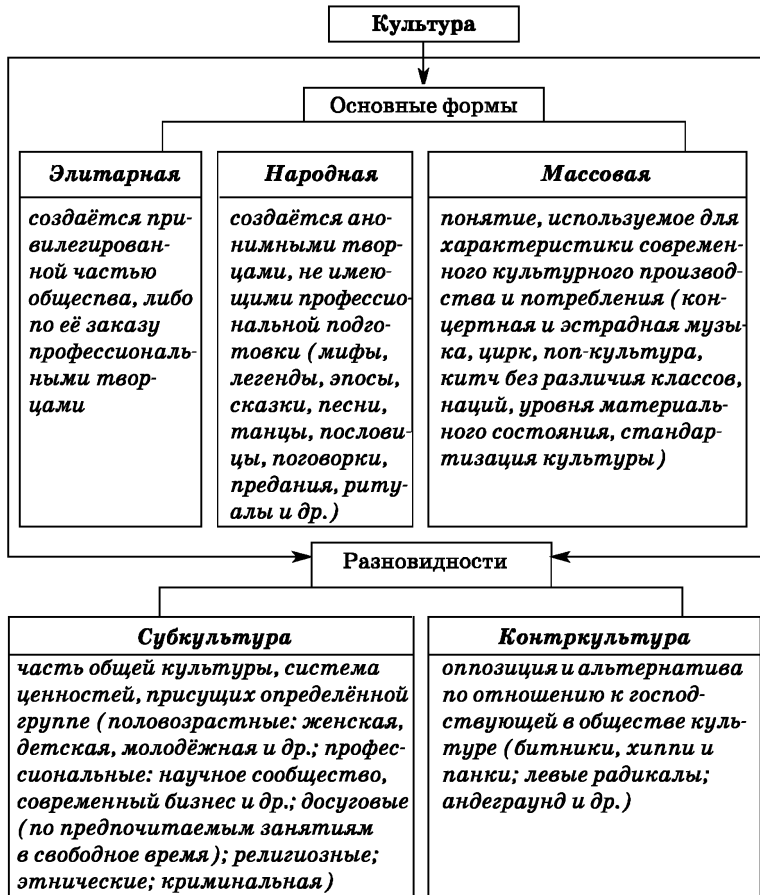 Культура
Основные формы
Элитарная
создаётся при-
вилегирован-
ной частью
общеспва, либо
по её заказу
профессиональ-
ными твор-
цами
Народная
создаётся ано-
нимными твор-
цами, не имею-
щими профессио-
нальной подго-
товки (мифы,
легенды, эпосы,
сказки, песни,
танцы, послови-
цы, поговорки,
предания, риту-
алы и др.)
Массовая
понятие, используемое для
характеристики современ-
ного культурного производ-
ства и потребления (кон-
цертная и эстрадная музы-
ка, цирк, поп-культура,
китч без различия классов,
наций, уровня материаль-
ного состояния, стандар-
тизация культуры)
Разновидности
Субкультура
часть общей культуры, система
ценностей, присущих определённой
группе (половозрастные: женская,
детская, молодёжная и др.; профес-
сиональные: научное сообщество,
современный бизнес и др.; досуговые
(по предпочитаемым занятиям
в свободное время); религиозные;
этнические; криминальная)
Контркультура
оппозиция и альтернатива
по отношению к господ-
ствующей в обществе куль-
туре (битники, хиппи и
панки; левые радикалы;
андеграунд и др.)